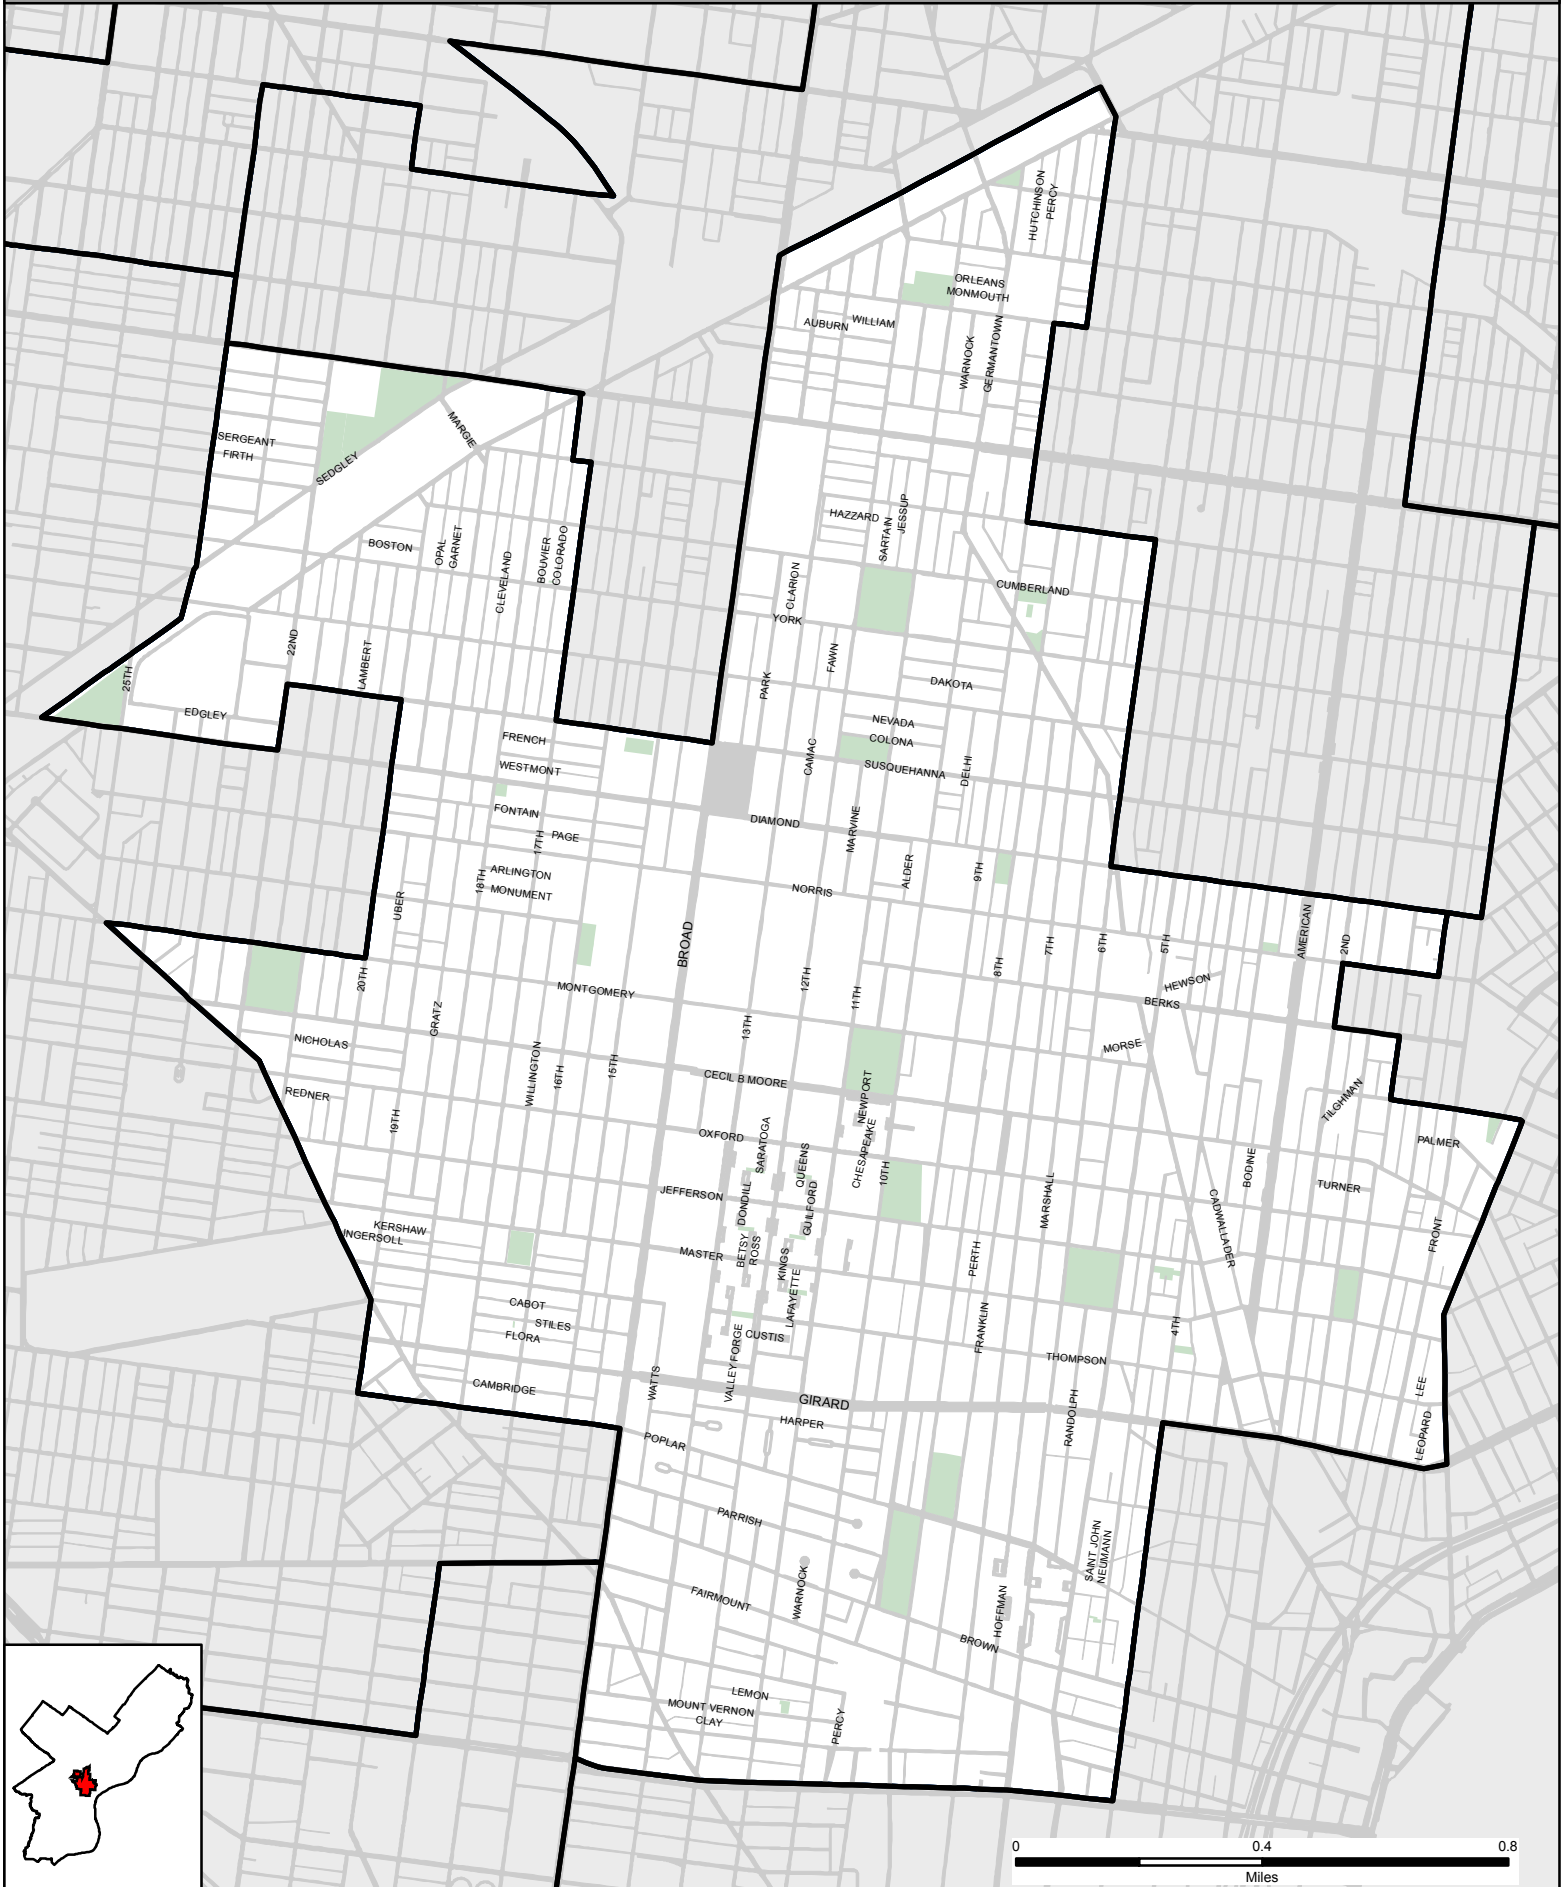 HUTCHINSON
PERCY
ORLEANS
MONMOUTH
AUBURN
WILLIAM
WARNOCK
GERMANTOWN
MARGIE
SERGEANT
FIRTH
SEDGLEY
HAZZARD
SARTAIN
JESSUP
BOSTON
OPAL
GARNET
CLEVELAND
BOUVIER
COLORADO
CLARION
CUMBERLAND
YORK
22ND
LAMBERT
25TH
FAWN
PARK
DAKOTA
EDGLEY
NEVADA
COLONA
FRENCH
WESTMONT
CAMAC
SUSQUEHANNA
DELHI
FONTAIN
PAGE
17TH
DIAMOND
MARVINE
ALDER
9TH
18TH
ARLINGTON
MONUMENT
NORRIS
UBER
BROAD
AMERICAN
2ND
5TH
6TH
7TH
8TH
20TH
12TH
11TH
HEWSON
BERKS
MONTGOMERY
GRATZ
13TH
NICHOLAS
MORSE
WILLINGTON
16TH
15TH
CECIL B MOORE
NEWPORT
REDNER
19TH
TILGHMAN
PALMER
OXFORD
SARATOGA
CHESAPEAKE
QUEENS
10TH
BODINE
TURNER
JEFFERSON
DONDILL
GUILFORD
MARSHALL
CADWALLADER
FRONT
KERSHAW
INGERSOLL
MASTER
BETSY
ROSS
KINGS
PERTH
LAFAYETTE
CABOT
STILES
FLORA
CUSTIS
FRANKLIN
4TH
VALLEY FORGE
THOMPSON
WATTS
CAMBRIDGE
GIRARD
LEE
HARPER
RANDOLPH
LEOPARD
POPLAR
PARRISH
SAINT JOHN
NEUMANN
FAIRMOUNT
WARNOCK
HOFFMAN
BROWN
LEMON
MOUNT VERNON
CLAY
PERCY
0 0.4 0.8
Miles